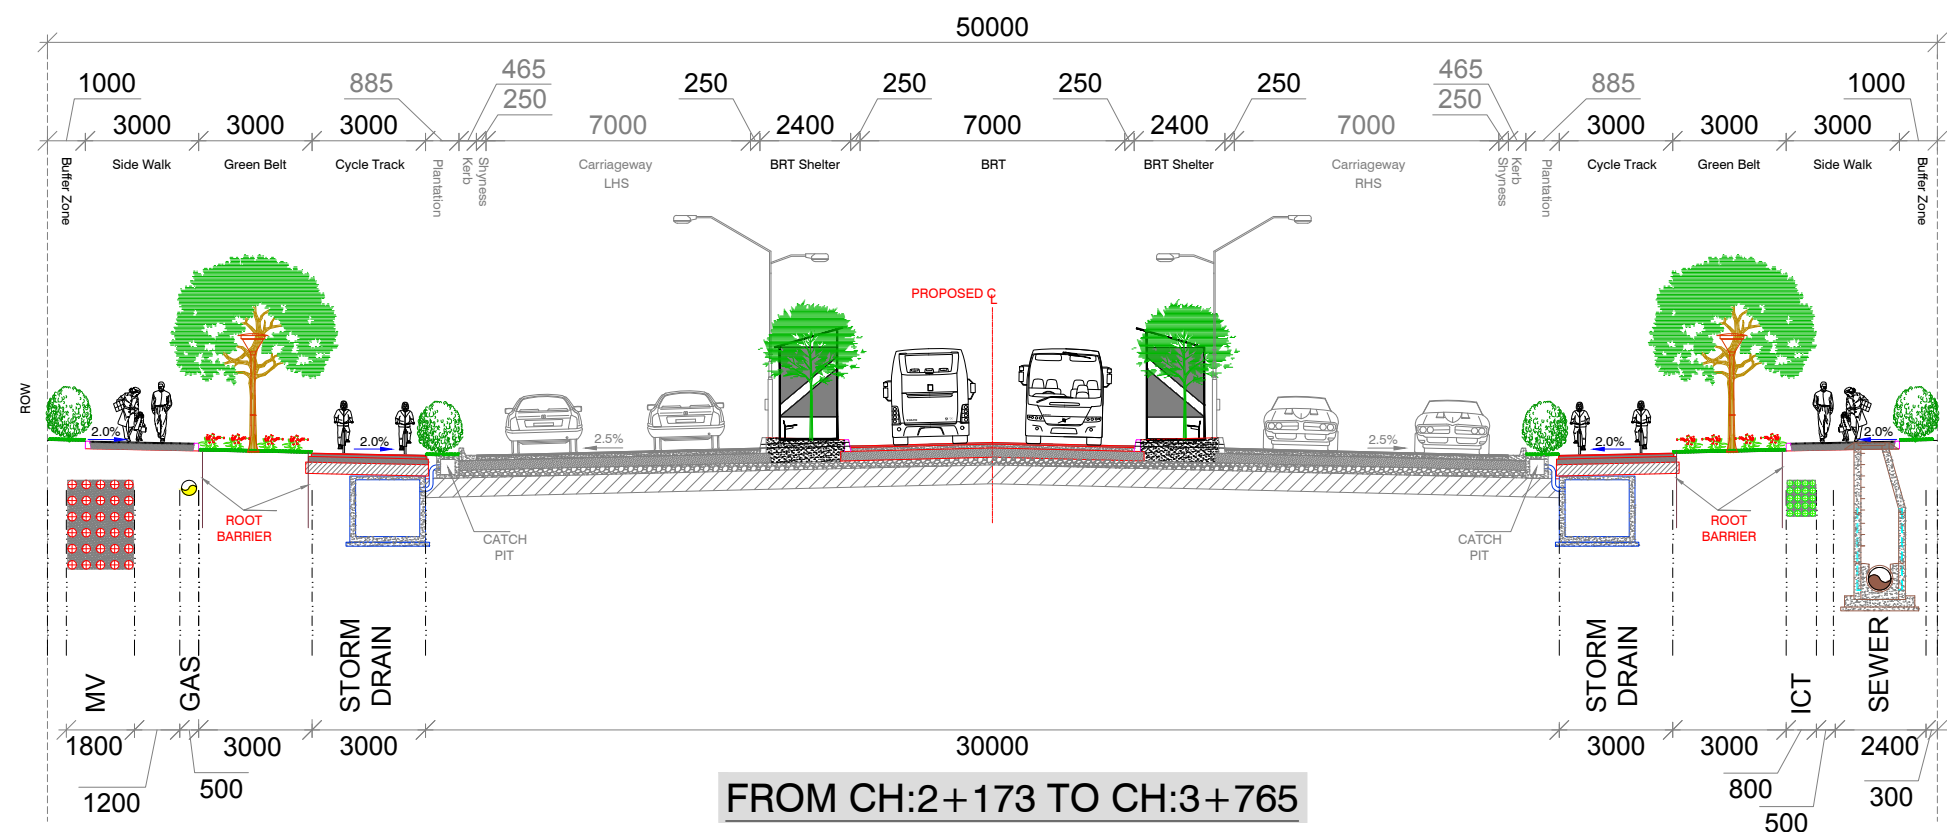 50000
1000
885
465
250
250
250
250
250
465
250
885
1000
3000
3000
3000
7000
2400
7000
2400
7000
3000
3000
3000
Buffer Zone
Side Walk
Green Belt
Cycle Track
Plantation
Kerb
Shyness
Carriageway
LHS
BRT Shelter
BRT
BRT Shelter
Carriageway
RHS
Shyness
Kerb
Plantation
Cycle Track
Green Belt
Side Walk
Buffer Zone
PROPOSED CL
ROW
2.0%
2.0%
2.5%
2.5%
2.0%
2.0%
ROOT
BARRIER
CATCH
PIT
CATCH
PIT
ROOT
BARRIER
MV
GAS
STORM
DRAIN
STORM
DRAIN
ICT
SEWER
1800
1200
500
3000
3000
30000
3000
3000
800
500
2400
300
FROM CH:2+173 TO CH:3+765